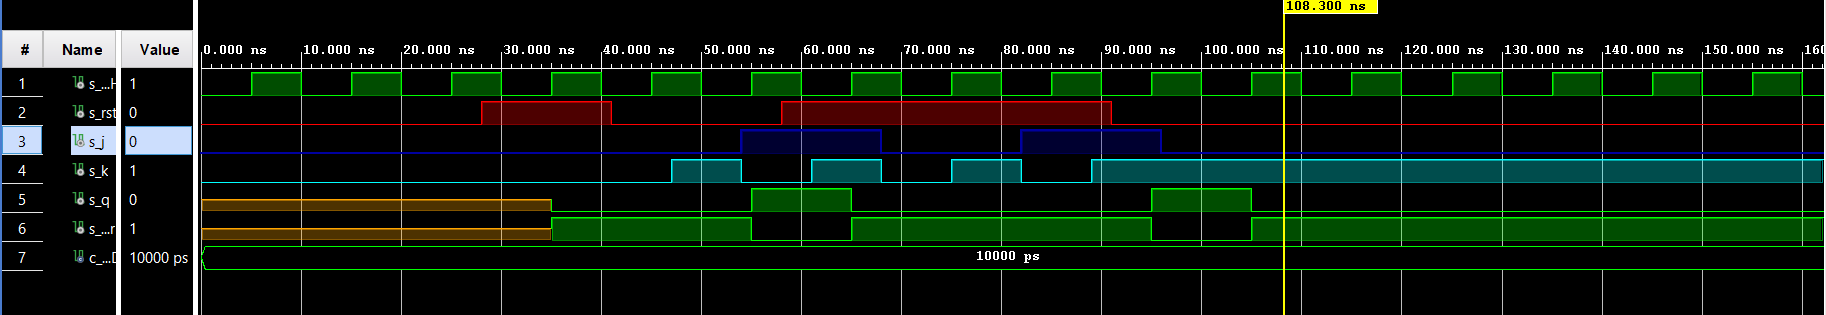 108.300 ns
# Name Value 0.000 ns 10.000 ns 20.000 ns 30.000 ns 40.000 ns 50.000 ns 60.000 ns 70.000 ns 80.000 ns 90.000 ns 100.000 ns 110.000 ns 120.000 ns 130.000 ns 140.000 ns 150.000 ns 160
1 s_...H 1
2 s_rst 0
3 s_j 0
4 s_k 1
5 s_q 0
6 s_...r 1
7 c_...D 10000 ps 10000 ps